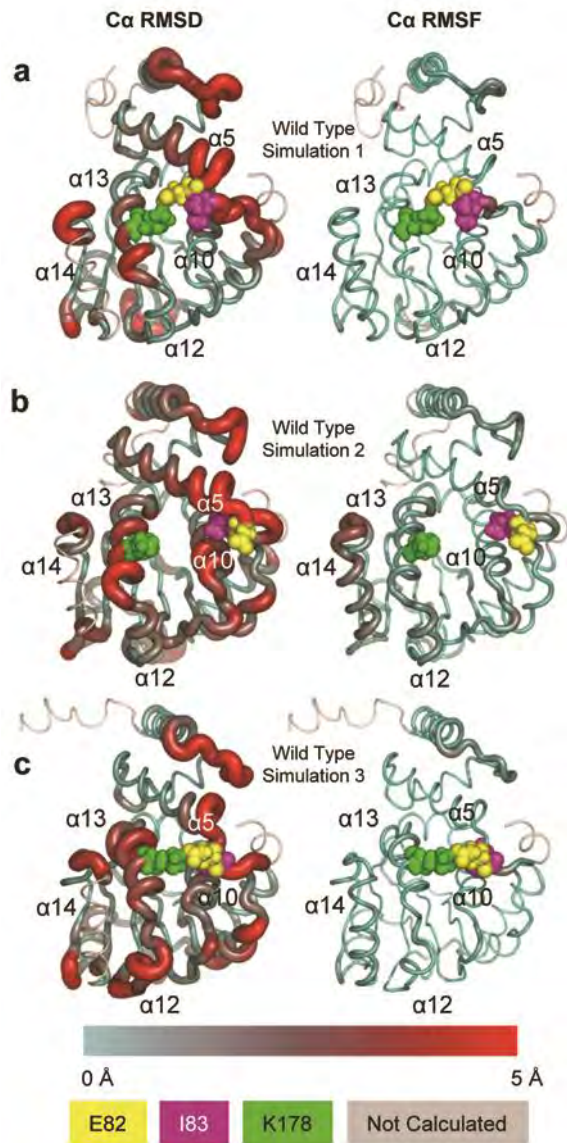 Cα RMSD Cα RMSF
a
Wild Type
Simulation 1
α5 α5
α13 α13
α14 α10 α14 α10
α12 α12
b
Wild Type
Simulation 2
α13 α5 α13 α5
α14 α10 α14 α10
α12 α12
c
Wild Type
Simulation 3
α13 α5 α13 α5
α14 α10 α14 α10
α12 α12
0 Å 5 Å
E82 I83 K178 Not Calculated